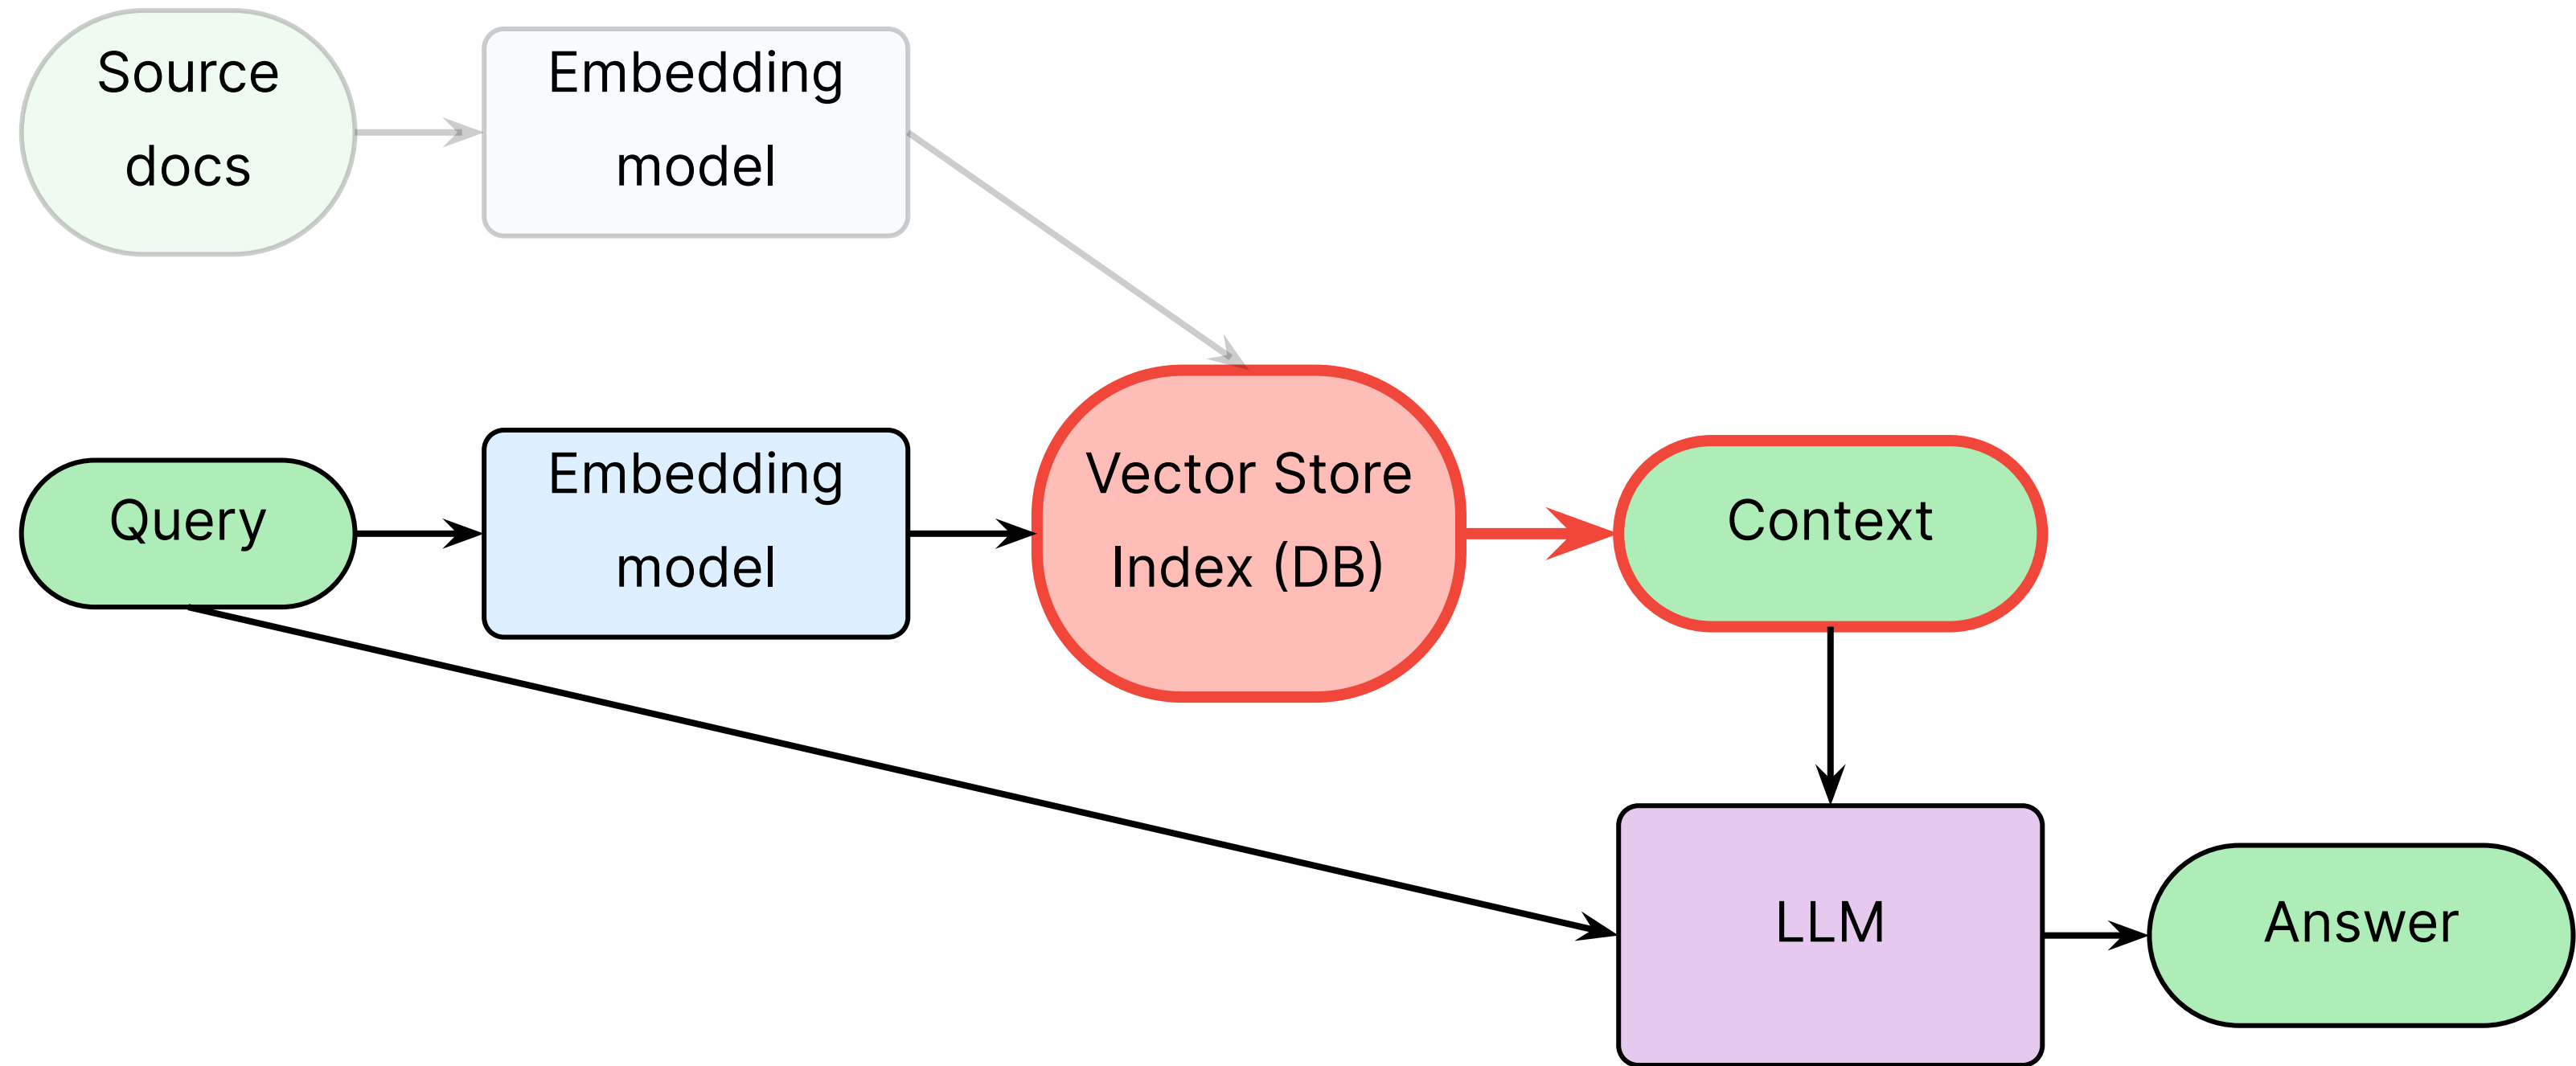 Source
docs
Embedding
model
Query
Embedding
model
Vector Store
Index (DB)
Context
LLM
Answer